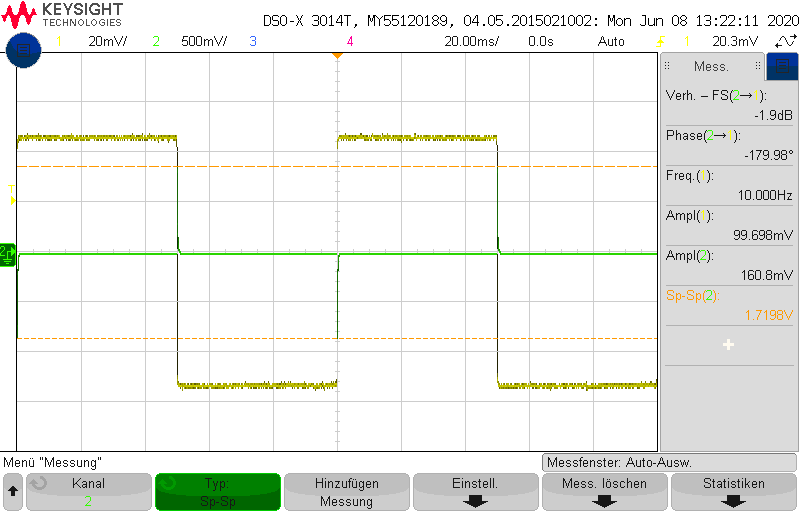 KEYSIGHT
TECHNOLOGIES
DSO-X 3014T, MY55120189, 04.05.2015021002: Mon Jun 08 13:22:11 2020
1 20mV/ 2 500mV/ 3 4 20.00ms/ 0.0s Auto 1 20.3mV
Mess.
Verh. – FS(2→1):
-1.9dB
Phase(2→1):
-179.98°
Freq.( ):
10.000Hz
Ampl( ):
99.698mV
Ampl(2):
160.8mV
Sp-Sp(2):
1.7198V
T
2
Menü "Messung"
Messfenster: Auto-Ausw.
Kanal
2
Typ:
Sp-Sp
Hinzufügen
Messung
Einstell.
Mess. löschen
Statistiken